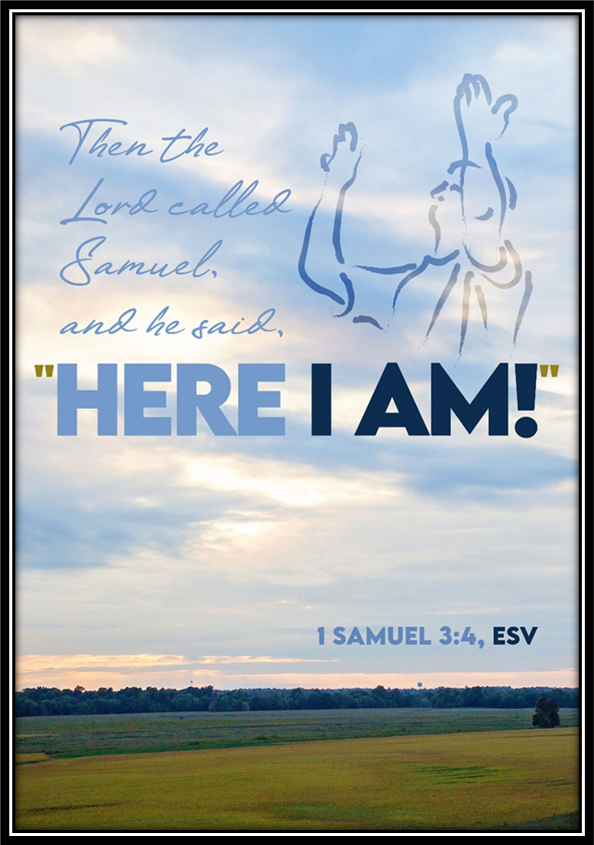 Then the
Lord called
Samuel,
and he said,
"HERE I AM!"
1 SAMUEL 3:4, ESV